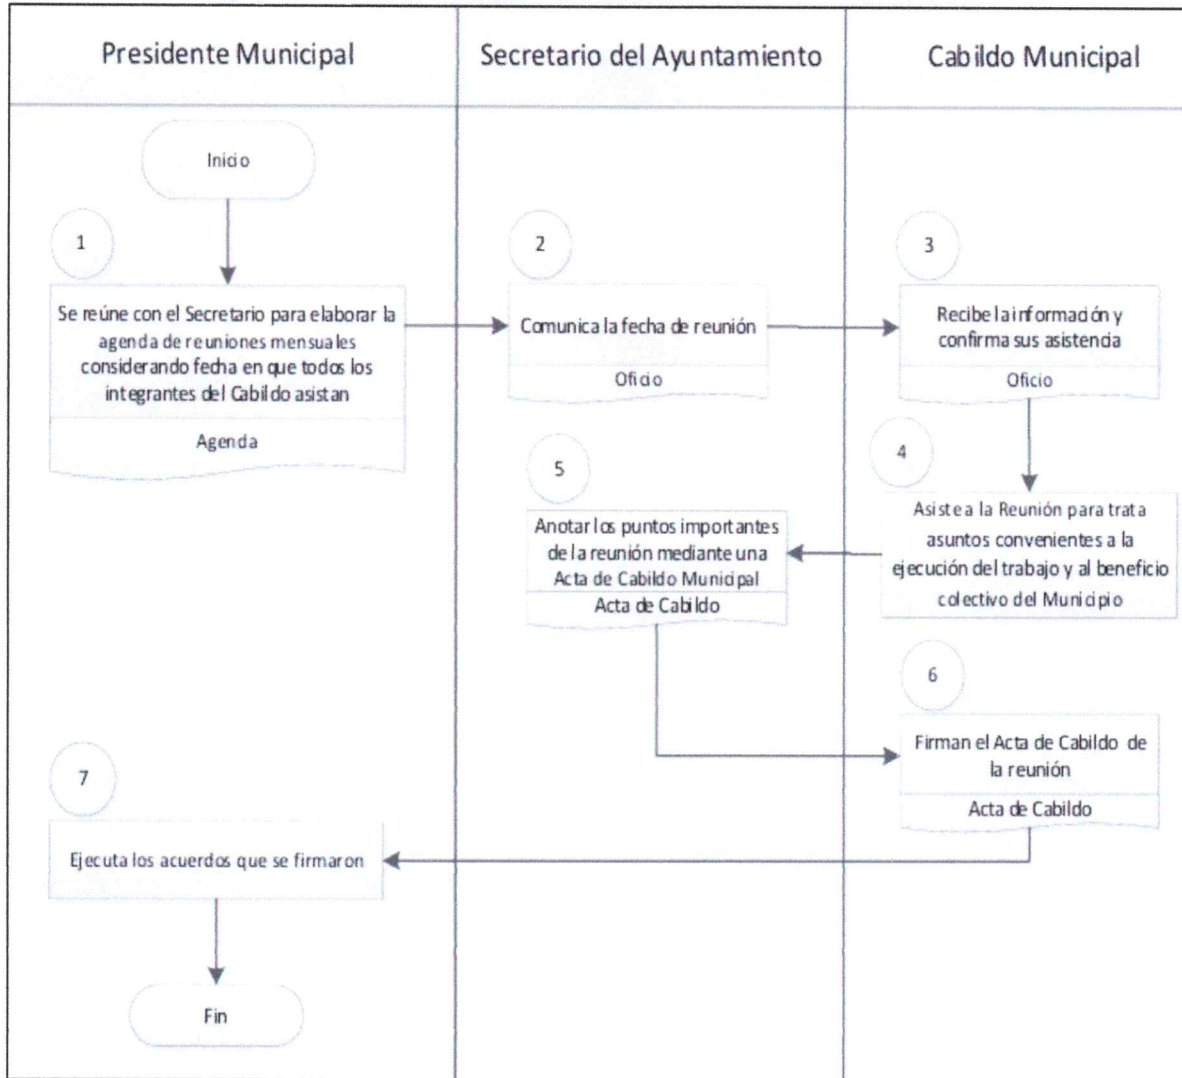 Presidente Municipal
Secretario del Ayuntamiento
Cabildo Municipal
Inicio
1
Se reúne con el Secretario para elaborar la
agenda de reuniones mensuales
considerando fecha en que todos los
integrantes del Cabildo asistan
Agenda
2
Comunica la fecha de reunión
Oficio
3
Recibe la información y
confirma sus asistencia
Oficio
4
Asiste a la Reunión para trata
asuntos convenientes a la
ejecución del trabajo y al beneficio
colectivo del Municipio
5
Anotar los puntos importantes
de la reunión mediante una
Acta de Cabildo Municipal
Acta de Cabildo
6
Firman el Acta de Cabildo de
la reunión
Acta de Cabildo
7
Ejecuta los acuerdos que se firmaron
Fin